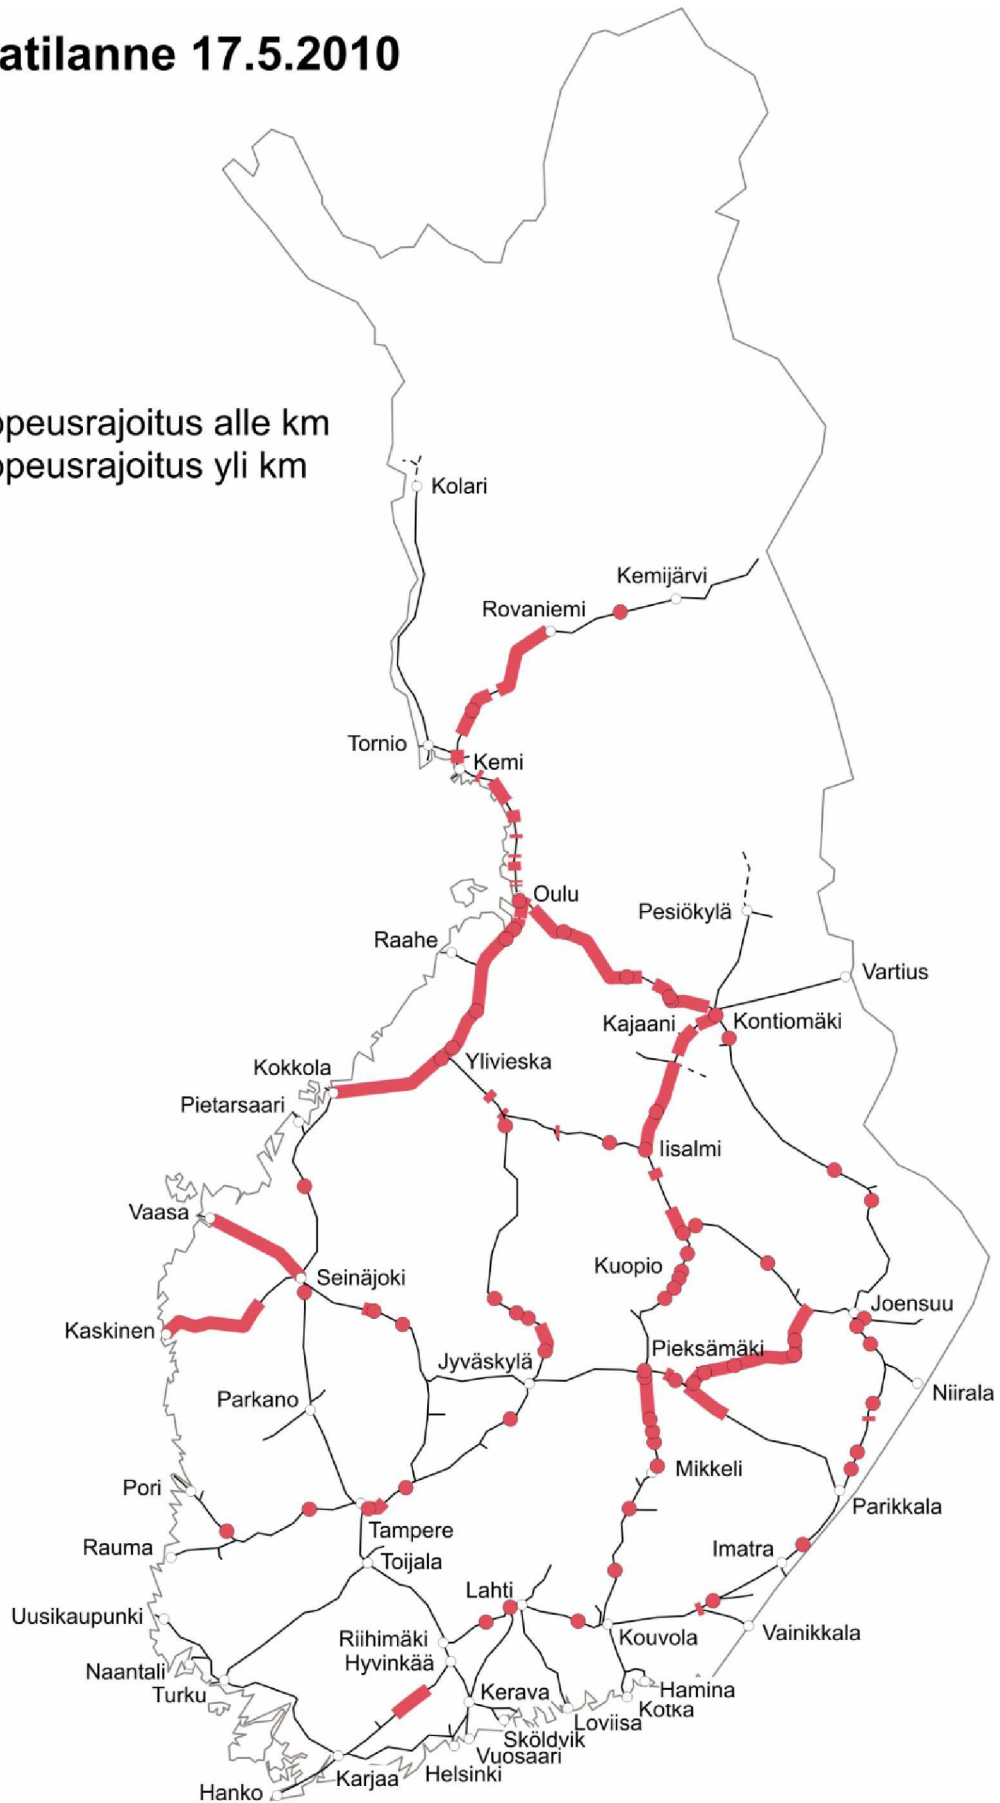 atilanne 17.5.2010
opeusrajoitus alle km
opeusrajoitus yli km
Kolari
Kemijärvi
Rovaniemi
Tornio
Kemi
Oulu
Pesiökylä
Raahe
Vartius
Kajaani
Kontiomäki
Ylivieska
Kokkola
Pietarsaari
Iisalmi
Vaasa
Kuopio
Seinäjoki
Joensuu
Kaskinen
Pieksämäki
Jyväskylä
Niirala
Parkano
Mikkeli
Pori
Parikkala
Tampere
Rauma
Imatra
Toijala
Lahti
Uusikaupunki
Riihimäki
Kouvola
Vainikkala
Hyvinkää
Naantali
Turku
Kerava
Hamina
Kotka
Loviisa
Sköldvik
Vuosaari
Helsinki
Karjaa
Hanko